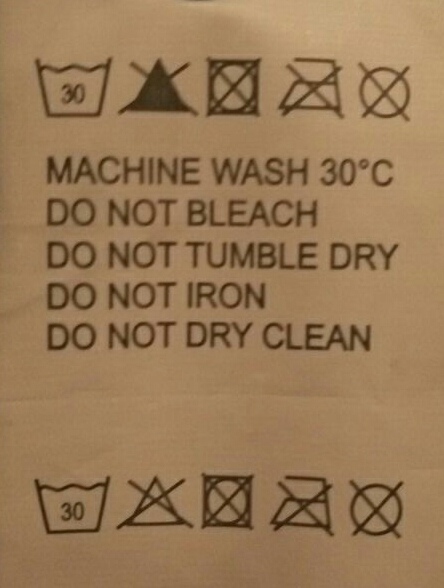 30
MACHINE WASH 30°C
DO NOT BLEACH
DO NOT TUMBLE DRY
DO NOT IRON
DO NOT DRY CLEAN
30